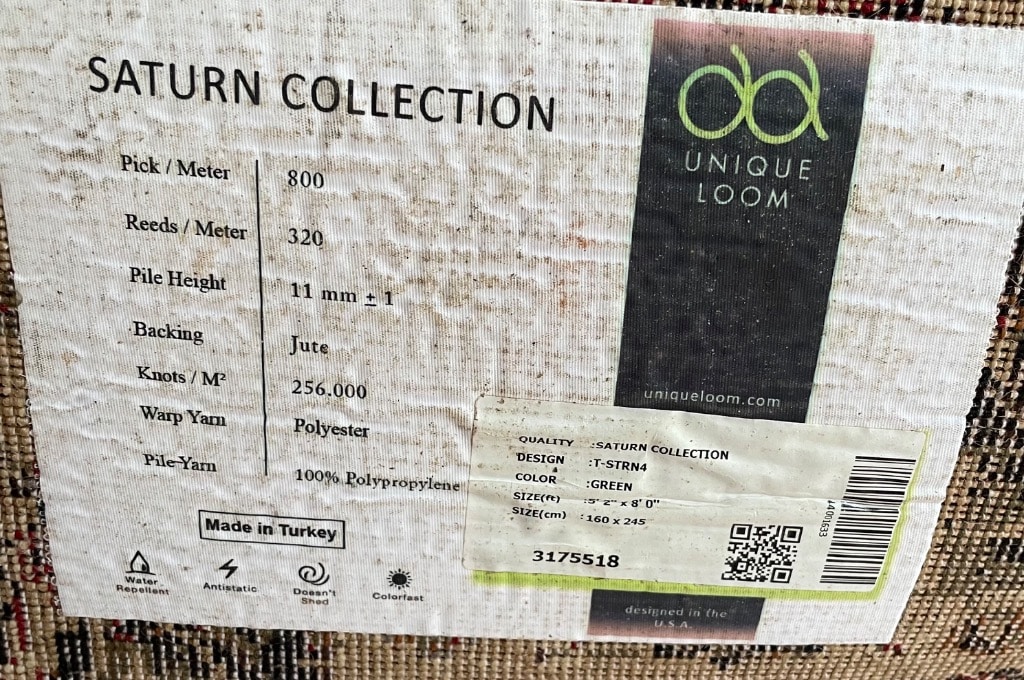 SATURN COLLECTION
Pick / Meter 800
Reeds / Meter 320
Pile Height 11 mm ± 1
Backing Jute
Knots / M² 256.000
Warp Yarn Polyester
Pile Yarn 100% Polypropylene
Made in Turkey
Water Repellent
Antistatic
Doesn't Shed
Colorfast
UNIQUE
LOOM
uniqueloom.com
QUALITY :SATURN COLLECTION
DESIGN :T-STRN4
COLOR :GREEN
SIZE(ft) :5' 2" x 8' 0"
SIZE(cm) :160 x 245
3175518
designed in the
U.S.A.